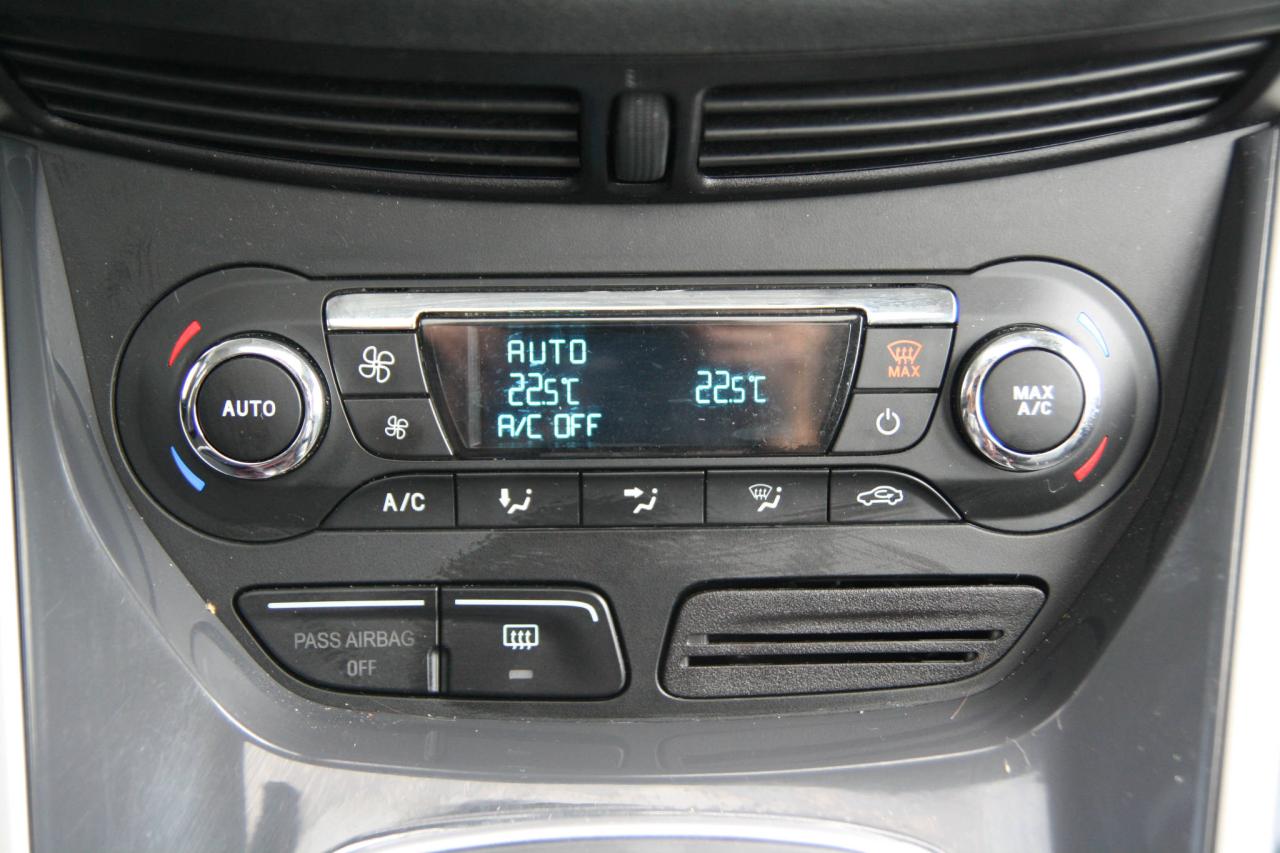 AUTO
22.5°C 22.5°C
A/C OFF
MAX
AUTO
MAX
A/C
A/C
PASS AIRBAG
OFF